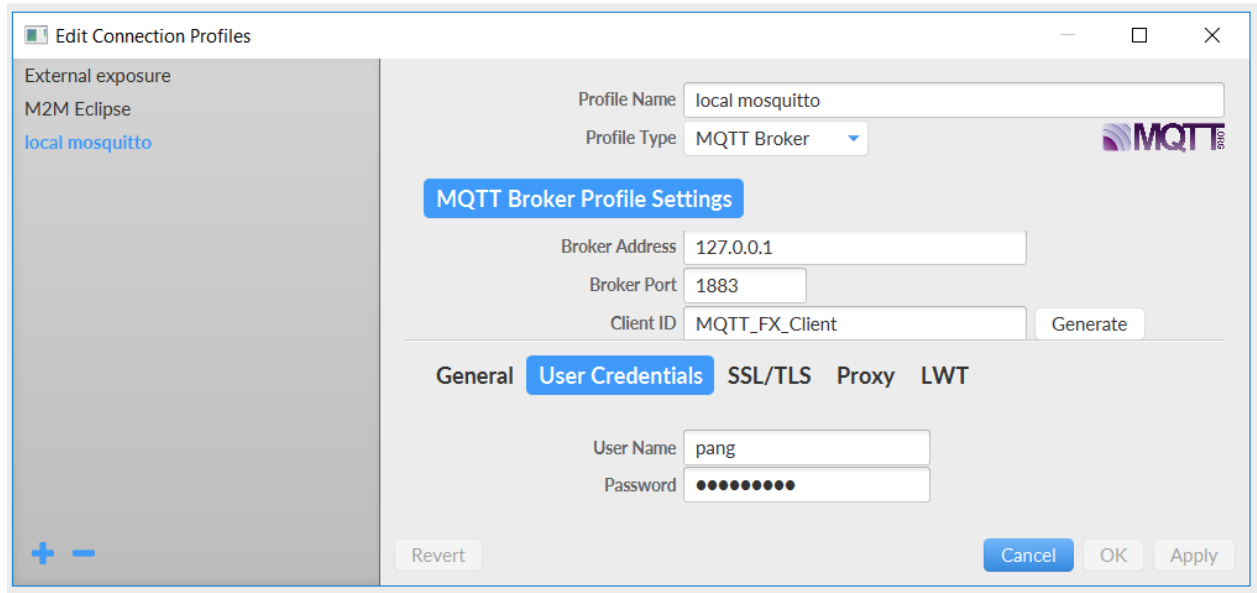 Edit Connection Profiles
External exposure
M2M Eclipse
local mosquitto
Profile Name local mosquitto
Profile Type MQTT Broker
MQTT.ORG
MQTT Broker Profile Settings
Broker Address 127.0.0.1
Broker Port 1883
Client ID MQTT_FX_Client Generate
General User Credentials SSL/TLS Proxy LWT
User Name pang
Password ●●●●●●●●●
Revert Cancel OK Apply